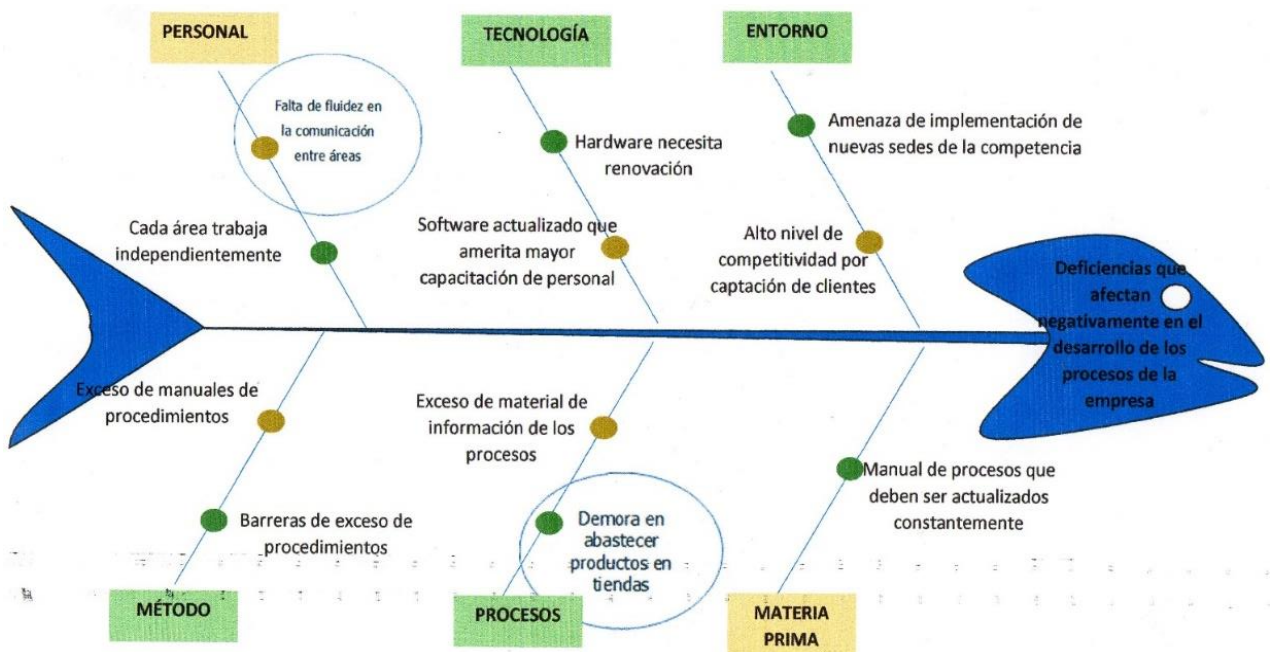 PERSONAL
TECNOLOGÍA
ENTORNO
Falta de fluidez en
la comunicación
entre áreas
Cada área trabaja
independientemente
Hardware necesita
renovación
Software actualizado que
amerita mayor
capacitación de personal
Amenaza de implementación de
nuevas sedes de la competencia
Alto nivel de
competitividad por
captación de clientes
Deficiencias que
afectan
negativamente en el
desarrollo de los
procesos de la
empresa
Exceso de manuales de
procedimientos
Barreras de exceso de
procedimientos
Exceso de material de
información de los
procesos
Demora en
abastecer
productos en
tiendas
Manual de procesos que
deben ser actualizados
constantemente
MÉTODO
PROCESOS
MATERIA
PRIMA